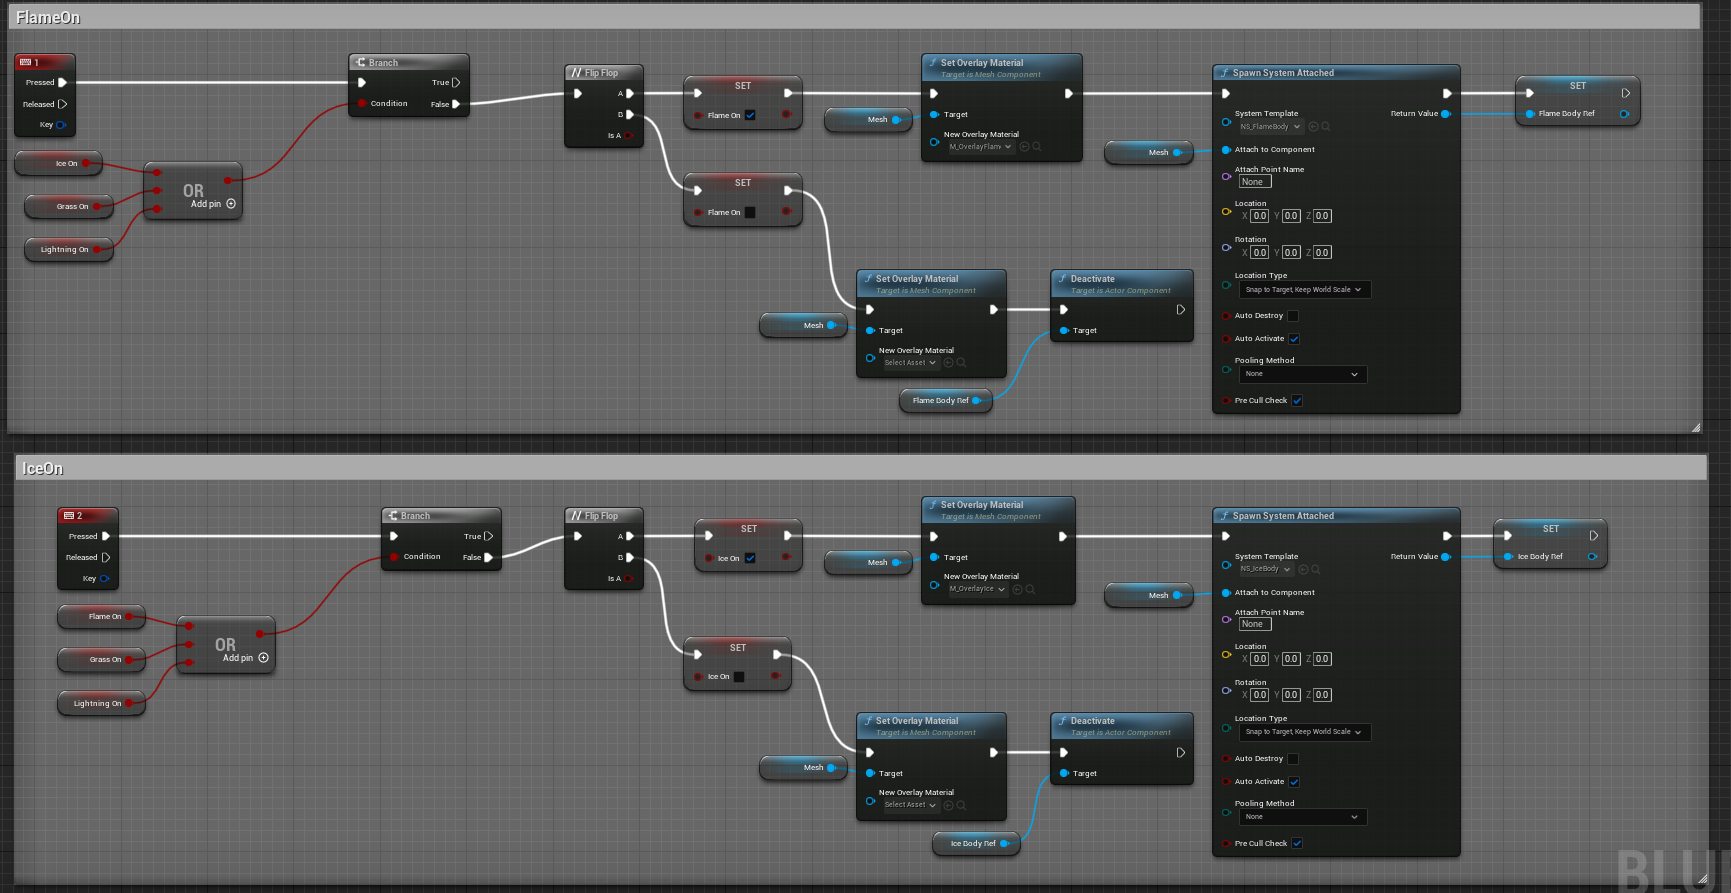 FlameOn
1
Pressed
Released
Key
Ice On
Grass On
Lightning On
OR
Add pin
Branch
True
Condition
False
Flip Flop
A
B
Is A
SET
Flame On
SET
Flame On
Mesh
Set Overlay Material
Target is Mesh Component
Target
New Overlay Material
M_OverlayFlam
Mesh
Set Overlay Material
Target is Mesh Component
Target
New Overlay Material
Select Asset
Flame Body Ref
Deactivate
Target is Actor Component
Target
Mesh
Spawn System Attached
System Template
Return Value
NS_FlameBody
Attach to Component
Attach Point Name
None
Location
X 0.0 Y 0.0 Z 0.0
Rotation
X 0.0 Y 0.0 Z 0.0
Location Type
Snap to Target, Keep World Scale
Auto Destroy
Auto Activate
Pooling Method
None
Pre Cull Check
SET
Flame Body Ref
IceOn
2
Pressed
Released
Key
Flame On
Grass On
Lightning On
OR
Add pin
Branch
True
Condition
False
Flip Flop
A
B
Is A
SET
Ice On
SET
Ice On
Mesh
Set Overlay Material
Target is Mesh Component
Target
New Overlay Material
M_OverlayIce
Mesh
Set Overlay Material
Target is Mesh Component
Target
New Overlay Material
Select Asset
Ice Body Ref
Deactivate
Target is Actor Component
Target
Mesh
Spawn System Attached
System Template
Return Value
NS_IceBody
Attach to Component
Attach Point Name
None
Location
X 0.0 Y 0.0 Z 0.0
Rotation
X 0.0 Y 0.0 Z 0.0
Location Type
Snap to Target, Keep World Scale
Auto Destroy
Auto Activate
Pooling Method
None
Pre Cull Check
SET
Ice Body Ref